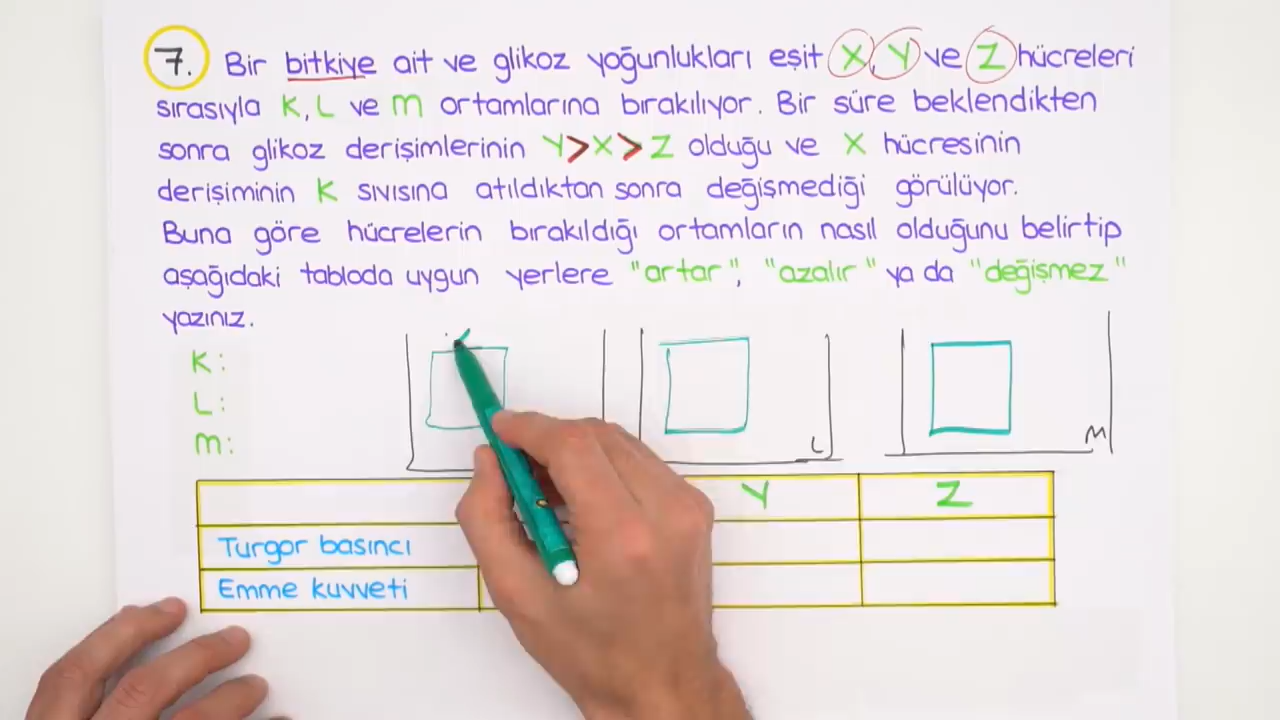 7. Bir bitkiye ait ve glikoz yoğunlukları eşit X, Y ve Z hücreleri
sırasıyla K, L ve M ortamlarına bırakılıyor. Bir süre beklendikten
sonra glikoz derişimlerinin Y>X>Z olduğu ve X hücresinin
derişiminin K sıvısına atıldıktan sonra değişmediği görülüyor.
Buna göre hücrelerin bırakıldığı ortamların nasıl olduğunu belirtip
aşağıdaki tabloda uygun yerlere "artar", "azalır" ya da "değişmez"
yazınız.
K:
L:
M:
L
M
Y Z
Turgor basıncı
Emme kuvveti